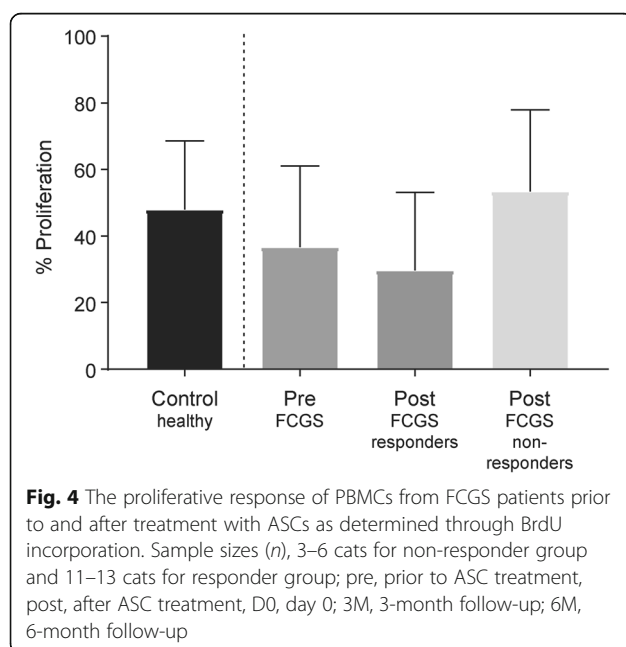 100
80
60
40
20
0
% Proliferation
Control
healthy
Pre
FCGS
Post
FCGS
responders
Post
FCGS
non-
responders
Fig. 4 The proliferative response of PBMCs from FCGS patients prior
to and after treatment with ASCs as determined through BrdU
incorporation. Sample sizes (n), 3–6 cats for non-responder group
and 11–13 cats for responder group; pre, prior to ASC treatment,
post, after ASC treatment, D0, day 0; 3M, 3-month follow-up; 6M,
6-month follow-up